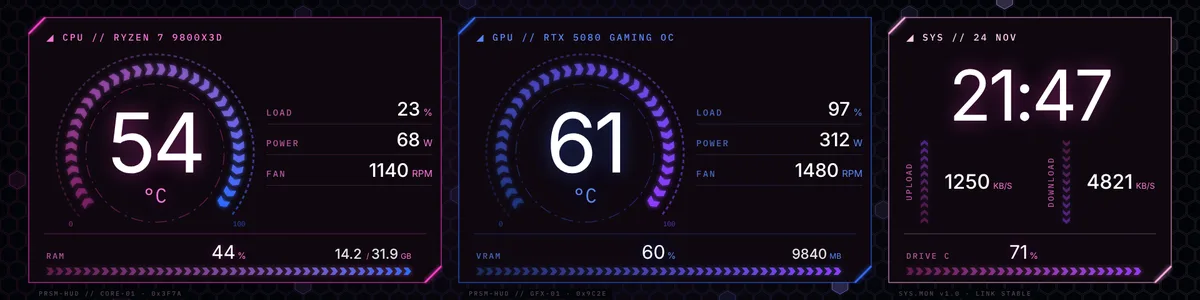 ◢ CPU // RYZEN 7 9800X3D
54
°C
0
100
LOAD 23 %
POWER 68 W
FAN 1140 RPM
RAM 44 % 14.2 / 31.9 GB
PRSM-HUD // CORE-01 · 0x3F7A
◢ GPU // RTX 5080 GAMING OC
61
°C
0
100
LOAD 97 %
POWER 312 W
FAN 1480 RPM
VRAM 60 % 9840 MB
PRSM-HUD // GFX-01 · 0x9C2E
◢ SYS // 24 NOV
21:47
UPLOAD 1250 KB/S
DOWNLOAD 4821 KB/S
DRIVE C 71 %
SYS.MON v1.0 · LINK STABLE